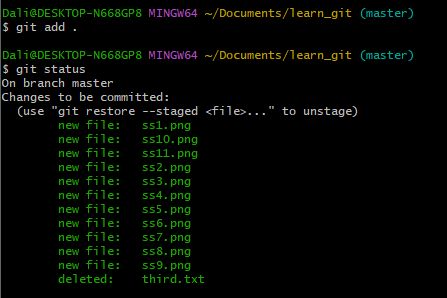 Dali@DESKTOP-N668GP8 MINGW64 ~/Documents/learn_git (master)
$ git add .
Dali@DESKTOP-N668GP8 MINGW64 ~/Documents/learn_git (master)
$ git status
On branch master
Changes to be committed:
  (use "git restore --staged <file>..." to unstage)
        new file:   ss1.png
        new file:   ss10.png
        new file:   ss11.png
        new file:   ss2.png
        new file:   ss3.png
        new file:   ss4.png
        new file:   ss5.png
        new file:   ss6.png
        new file:   ss7.png
        new file:   ss8.png
        new file:   ss9.png
        deleted:    third.txt